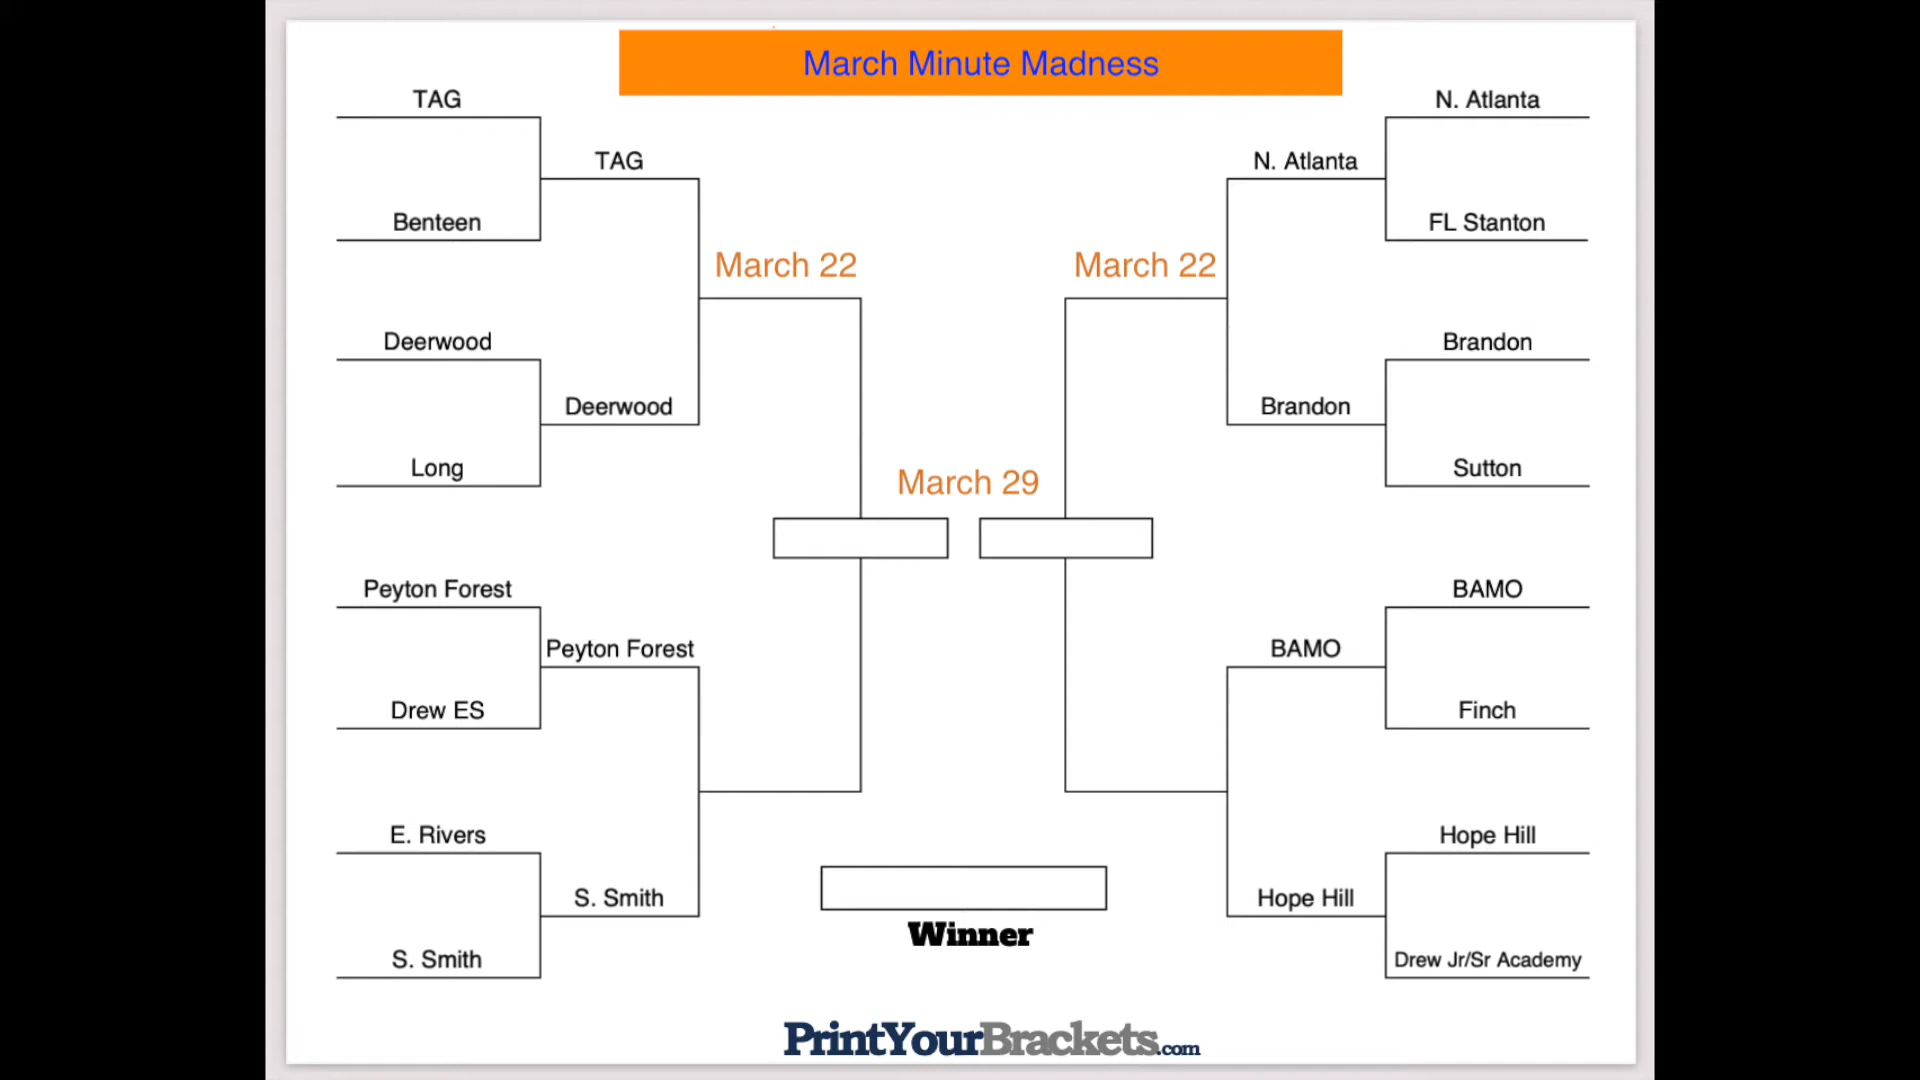 March Minute Madness
TAG
N. Atlanta
TAG
N. Atlanta
Benteen
FL Stanton
March 22
March 22
Deerwood
Brandon
Deerwood
Brandon
Long
Sutton
March 29
Peyton Forest
BAMO
Peyton Forest
BAMO
Drew ES
Finch
E. Rivers
Hope Hill
S. Smith
Hope Hill
Winner
S. Smith
Drew Jr/Sr Academy
PrintYourBrackets.com